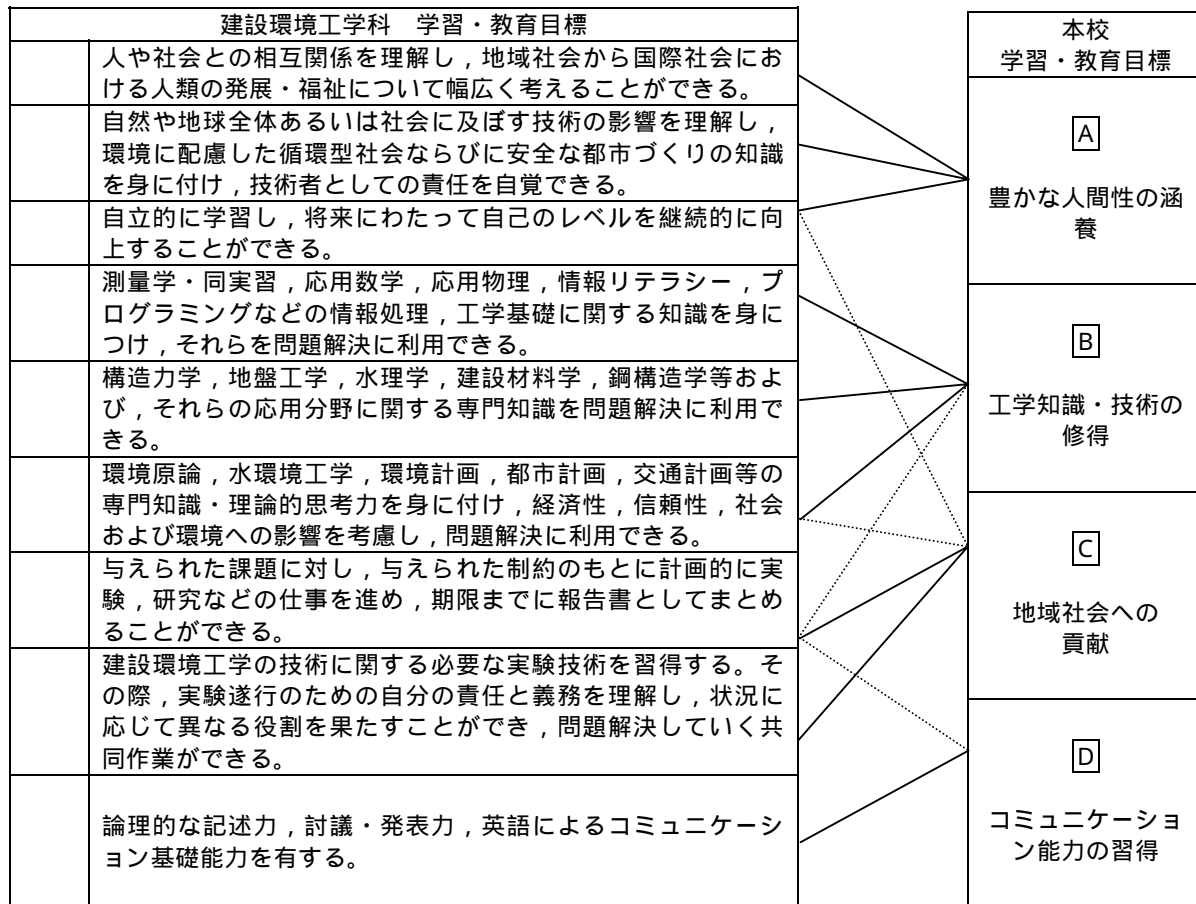 建設環境工学科　学習・教育目標
人や社会との相互関係を理解し，地域社会から国際社会にお
ける人類の発展・福祉について幅広く考えることができる。
自然や地球全体あるいは社会に及ぼす技術の影響を理解し，
環境に配慮した循環型社会ならびに安全な都市づくりの知識
を身に付け，技術者としての責任を自覚できる。
自立的に学習し，将来にわたって自己のレベルを継続的に向
上することができる。
測量学・同実習，応用数学，応用物理，情報リテラシー，プ
ログラミングなどの情報処理，工学基礎に関する知識を身に
つけ，それらを問題解決に利用できる。
構造力学，地盤工学，水理学，建設材料学，鋼構造学等およ
び，それらの応用分野に関する専門知識を問題解決に利用で
きる。
環境原論，水環境工学，環境計画，都市計画，交通計画等の
専門知識・理論的思考力を身に付け，経済性，信頼性，社会
および環境への影響を考慮し，問題解決に利用できる。
与えられた課題に対し，与えられた制約のもとに計画的に実
験，研究などの仕事を進め，期限までに報告書としてまとめ
ることができる。
建設環境工学の技術に関する必要な実験技術を習得する。そ
の際，実験遂行のための自分の責任と義務を理解し，状況に
応じて異なる役割を果たすことができ，問題解決していく共
同作業ができる。
論理的な記述力，討議・発表力，英語によるコミュニケーシ
ョン基礎能力を有する。
本校
学習・教育目標
A
豊かな人間性の涵
養
B
工学知識・技術の
修得
C
地域社会への
貢献
D
コミュニケーショ
ン能力の習得